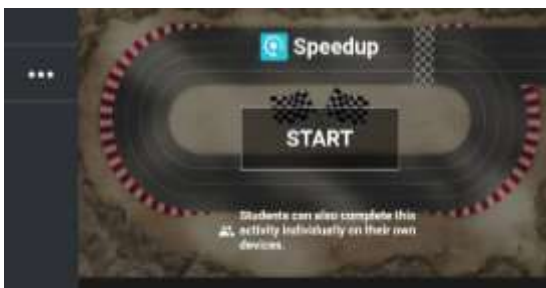 Speedup
START
Students can also complete this
activity individually on their own
devices.